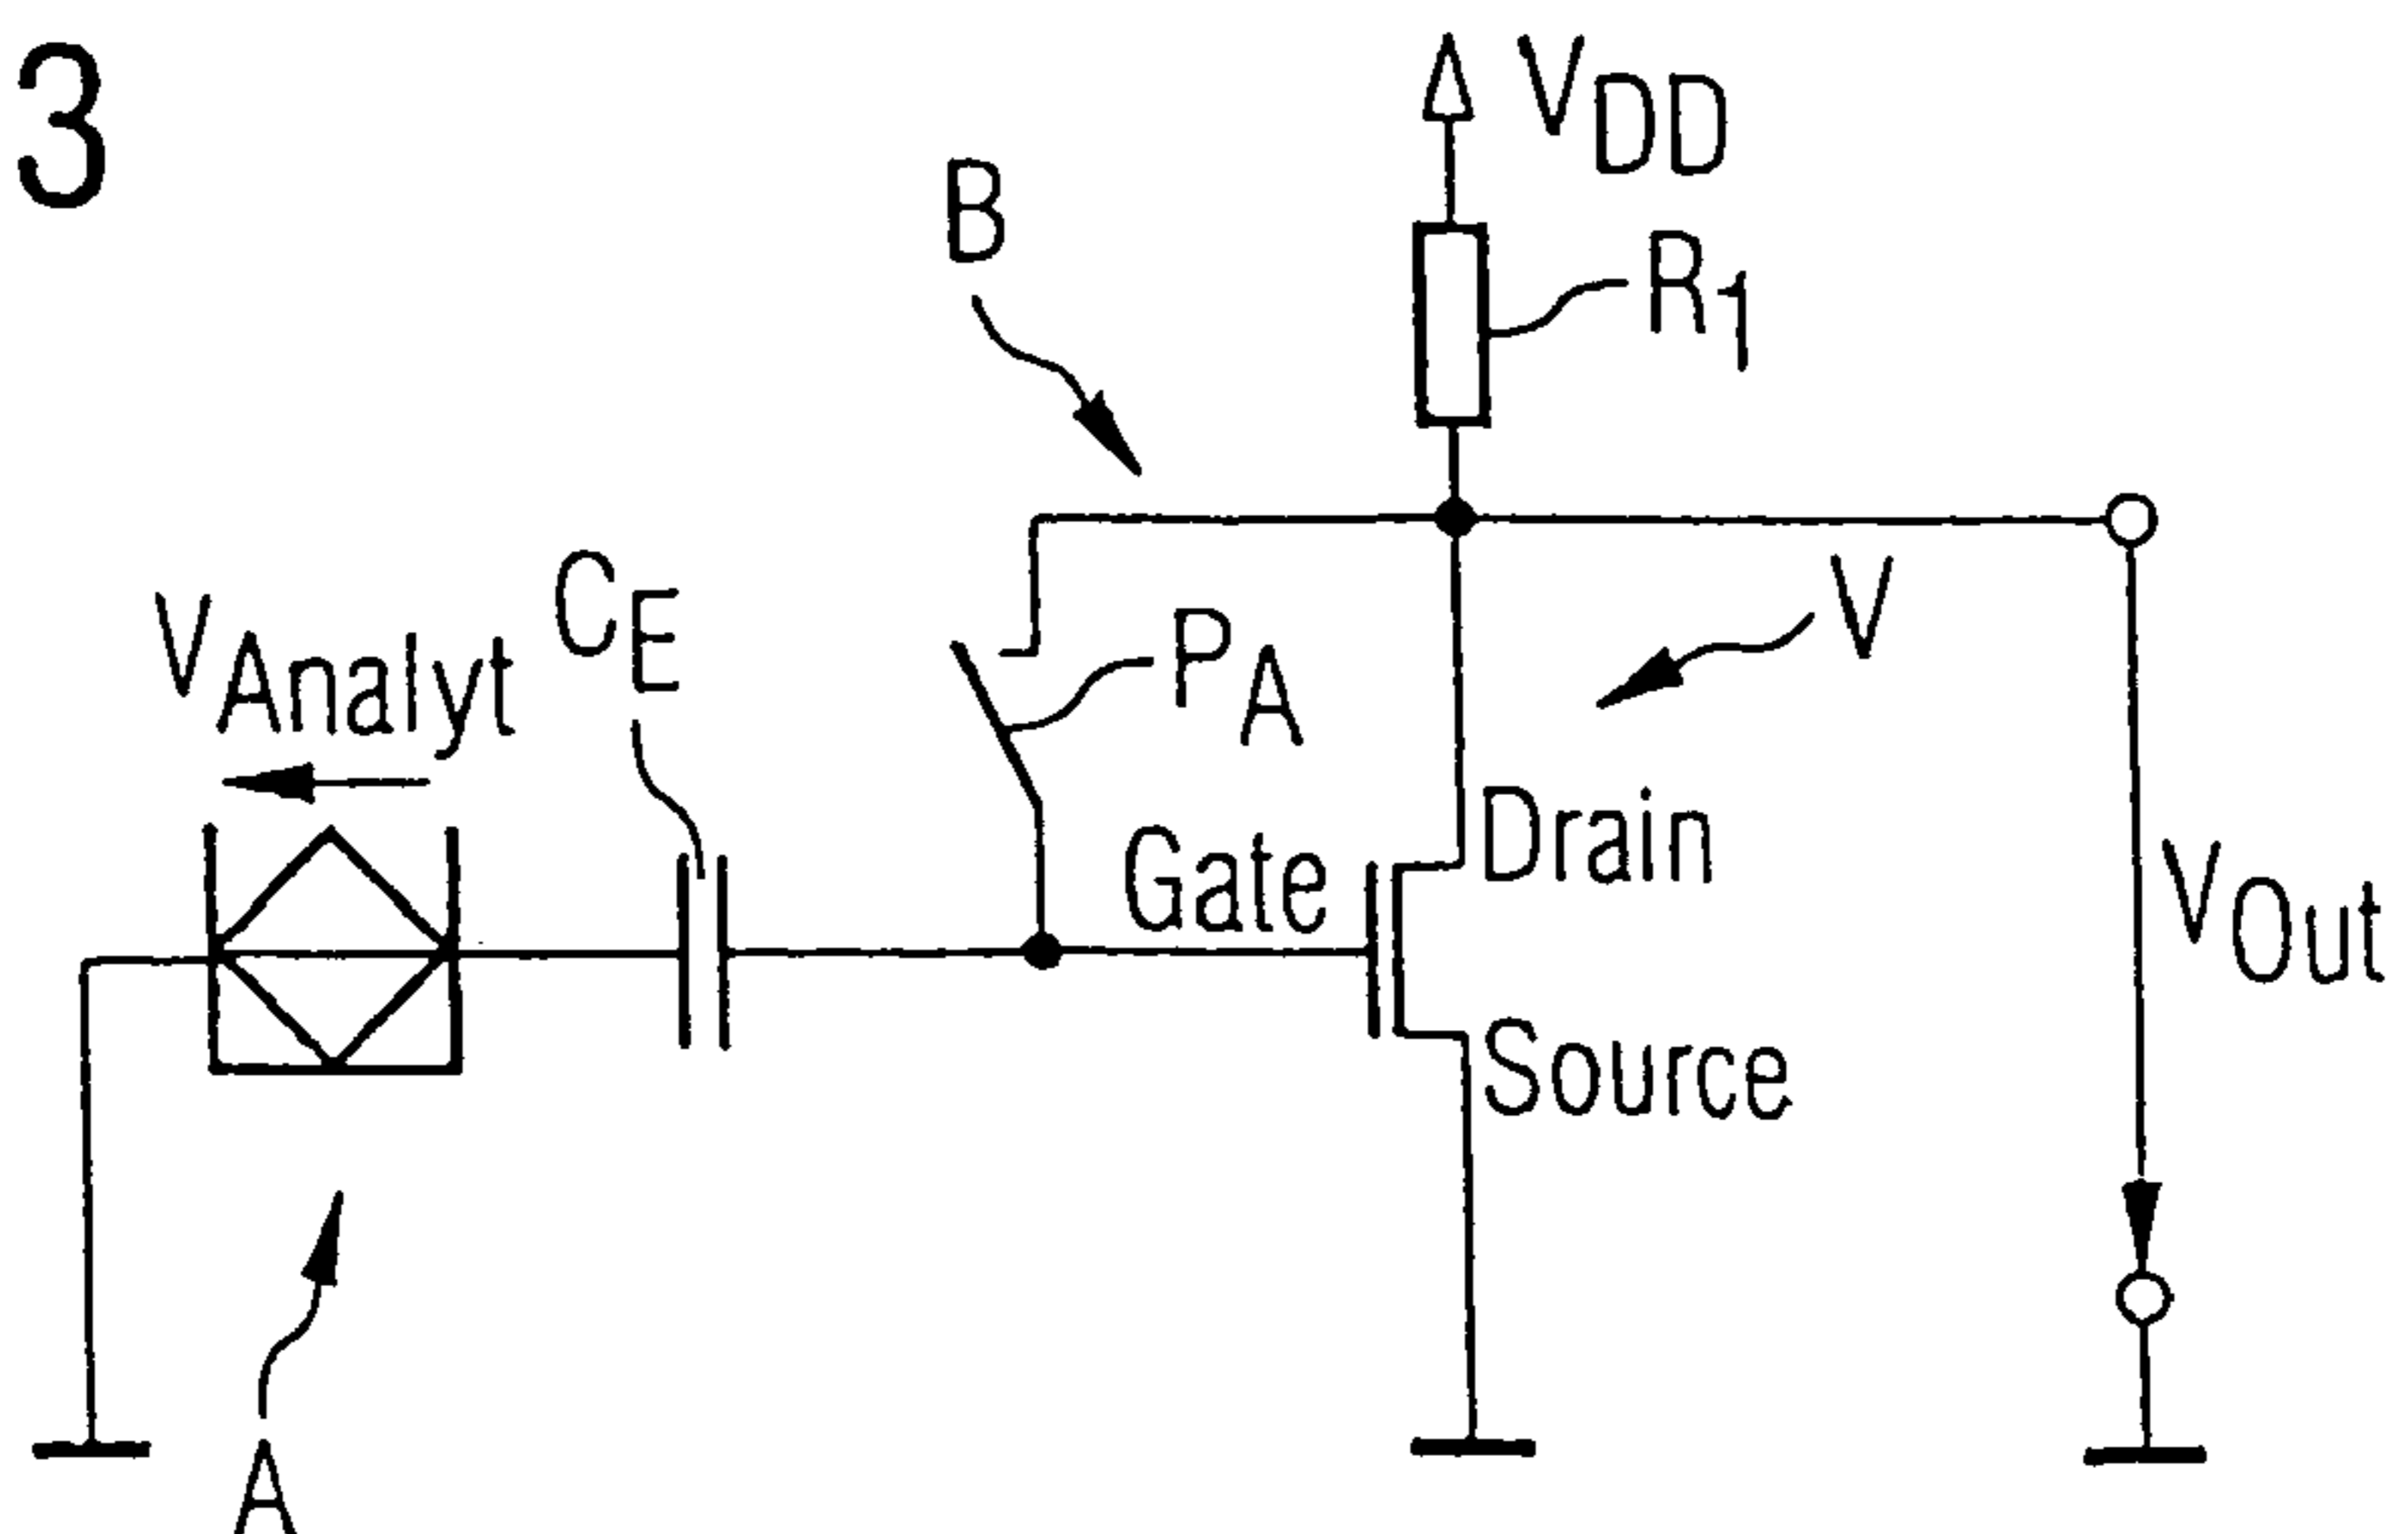 3
VDD
B
R1
CE
VAnalyt
PA
V
Drain
Gate
VOut
Source
A